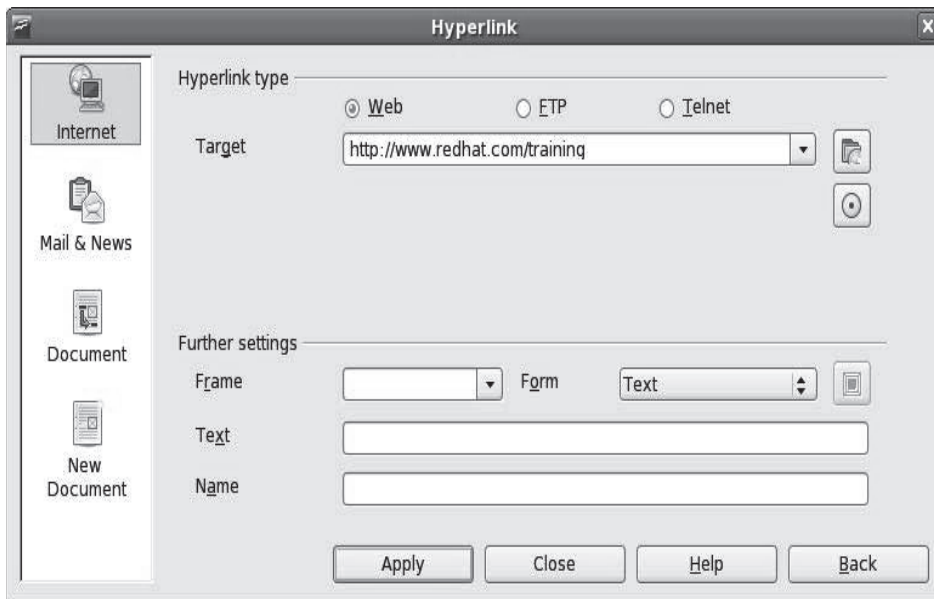 Hyperlink
X
Internet
Mail & News
Document
New
Document
Hyperlink type
Web FTP Telnet
Target http://www.redhat.com/training
Further settings
Frame Form Text
Text
Name
Apply Close Help Back